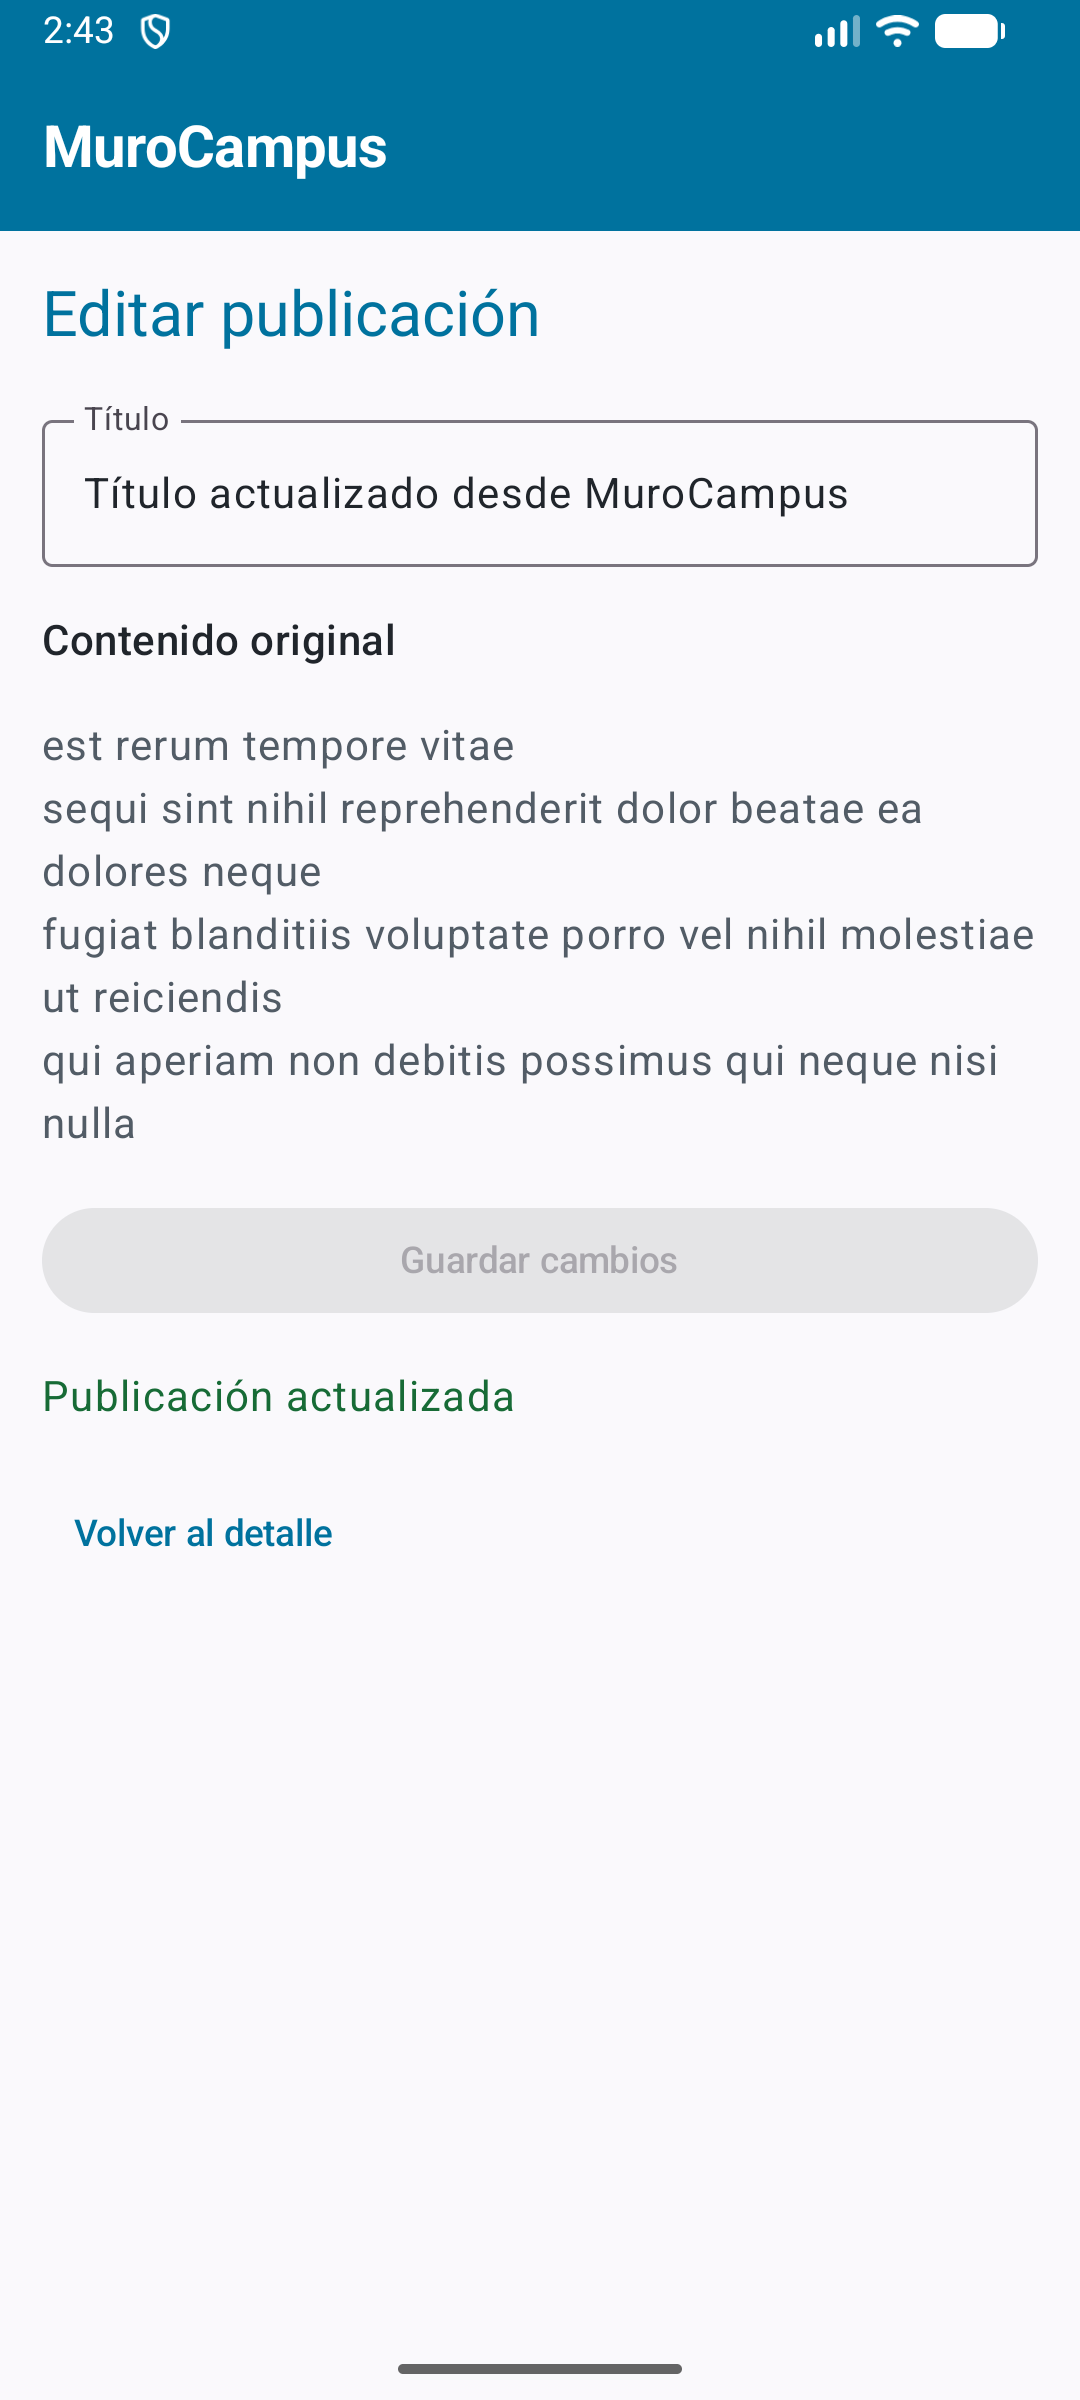 2:43
MuroCampus
Editar publicación
Título
Título actualizado desde MuroCampus
Contenido original
est rerum tempore vitae
sequi sint nihil reprehenderit dolor beatae ea
dolores neque
fugiat blanditiis voluptate porro vel nihil molestiae
ut reiciendis
qui aperiam non debitis possimus qui neque nisi
nulla
Guardar cambios
Publicación actualizada
Volver al detalle